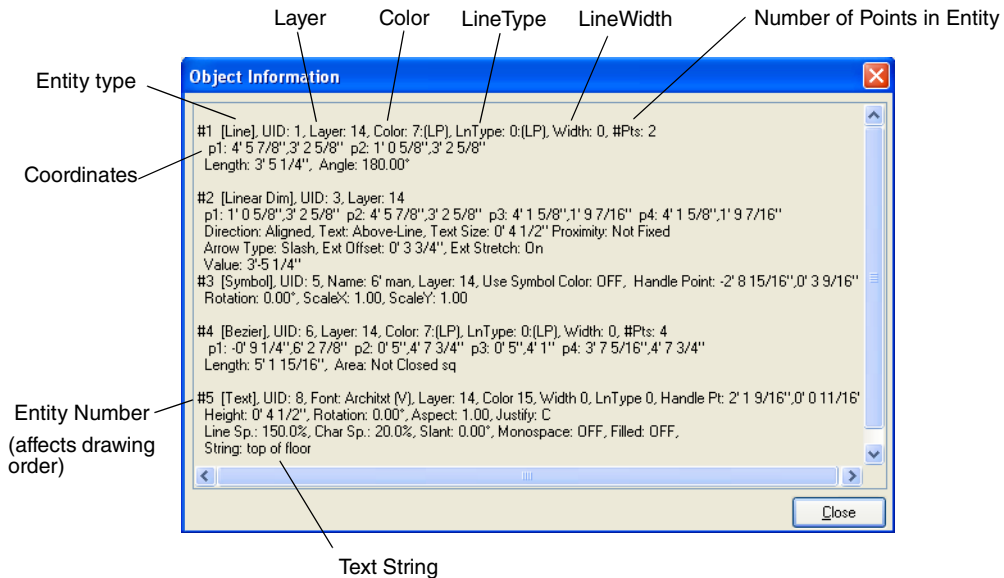 Layer Color LineType LineWidth Number of Points in Entity
Entity type
Object Information
#1 [Line], UID: 1, Layer: 14, Color: 7:(LP), LnType: 0:(LP), Width: 0, #Pts: 2
p1: 4' 5 7/8",3' 2 5/8" p2: 1' 0 5/8",3' 2 5/8"
Length: 3' 5 1/4", Angle: 180.00°
Coordinates
#2 [Linear Dim], UID: 3, Layer: 14
p1: 1' 0 5/8",3' 2 5/8" p2: 4' 5 7/8",3' 2 5/8" p3: 4' 1 5/8",1' 9 7/16" p4: 4' 1 5/8",1' 9 7/16"
Direction: Aligned, Text: Above-Line, Text Size: 0' 4 1/2" Proximity: Not Fixed
Arrow Type: Slash, Ext Offset: 0' 3 3/4", Ext Stretch: On
Value: 3'-5 1/4"
#3 [Symbol], UID: 5, Name: 6' man, Layer: 14, Use Symbol Color: OFF, Handle Point: -2' 8 15/16",0' 3 9/16"
Rotation: 0.00°, ScaleX: 1.00, ScaleY: 1.00
#4 [Bezier], UID: 6, Layer: 14, Color: 7:(LP), LnType: 0:(LP), Width: 0, #Pts: 4
p1: -0' 9 1/4",6' 2 7/8" p2: 0' 5",4' 7 3/4" p3: 0' 5",4' 1" p4: 3' 7 5/16",4' 7 3/4"
Length: 5' 1 15/16", Area: Not Closed sq
#5 [Text], UID: 8, Font: Architxt (V), Layer: 14, Color 15, Width 0, LnType 0, Handle Pt: 2' 1 9/16",0' 0 11/16"
Height: 0' 4 1/2", Rotation: 0.00°, Aspect: 1.00, Justify: C
Line Sp.: 150.0%, Char Sp.: 20.0%, Slant: 0.00°, Monospace: OFF, Filled: OFF,
String: top of floor
Entity Number
(affects drawing
order)
Close
Text String